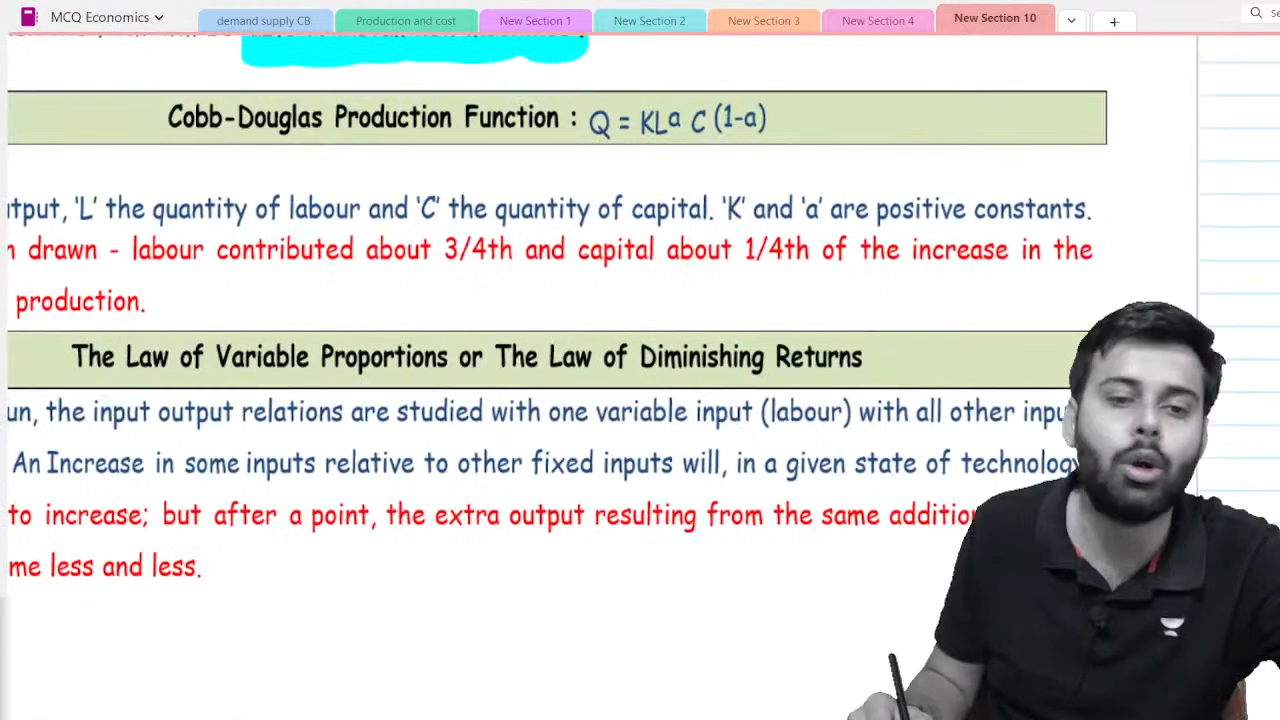 MCQ Economics
demand supply CB
Production and cost
New Section 1
New Section 2
New Section 3
New Section 4
New Section 10
Cobb-Douglas Production Function : Q = KLa C (1-a)
utput, 'L' the quantity of labour and 'C' the quantity of capital. 'K' and 'a' are positive constants.
n drawn - labour contributed about 3/4th and capital about 1/4th of the increase in the
production.
The Law of Variable Proportions or The Law of Diminishing Returns
un, the input output relations are studied with one variable input (labour) with all other inpu
An Increase in some inputs relative to other fixed inputs will, in a given state of technology
to increase; but after a point, the extra output resulting from the same addition
me less and less.